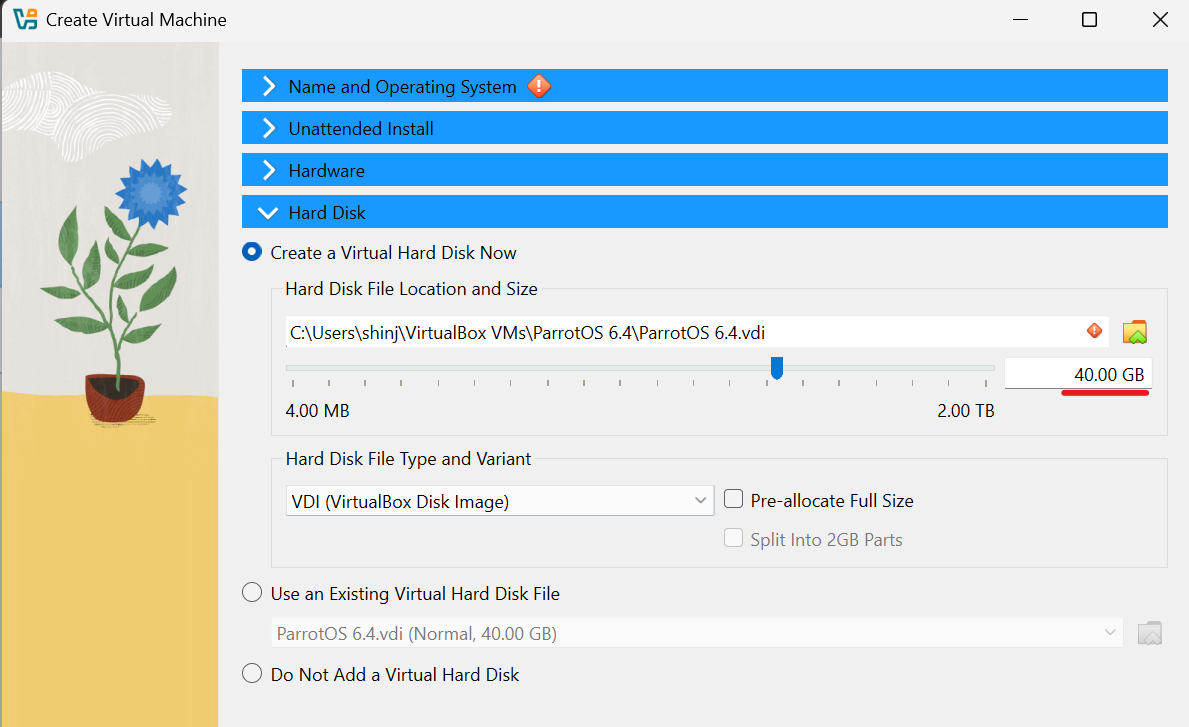 Create Virtual Machine
Name and Operating System
Unattended Install
Hardware
Hard Disk
Create a Virtual Hard Disk Now
Hard Disk File Location and Size
C:\Users\shinj\VirtualBox VMs\ParrotOS 6.4\ParrotOS 6.4.vdi
40.00 GB
4.00 MB 2.00 TB
Hard Disk File Type and Variant
VDI (VirtualBox Disk Image) Pre-allocate Full Size
Split Into 2GB Parts
Use an Existing Virtual Hard Disk File
ParrotOS 6.4.vdi (Normal, 40.00 GB)
Do Not Add a Virtual Hard Disk